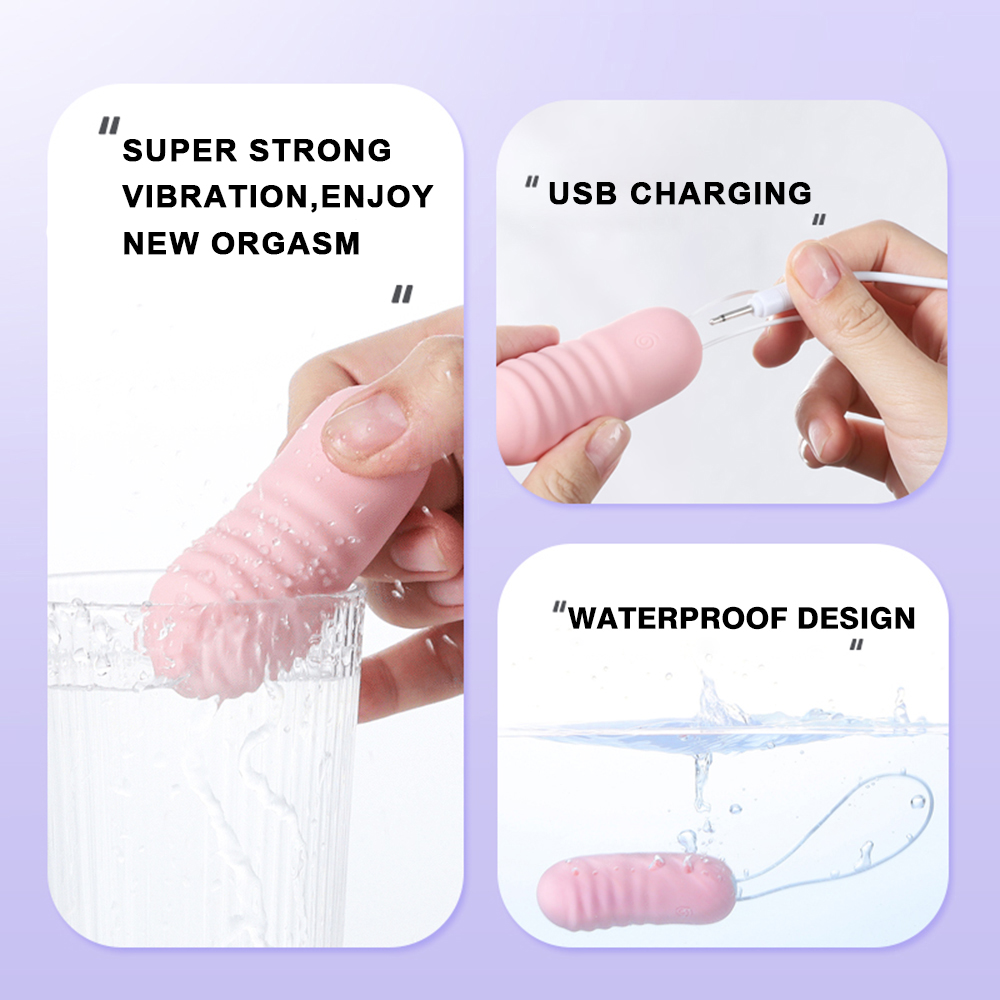 "SUPER STRONG
VIBRATION,ENJOY
NEW ORGASM"
"USB CHARGING"
"WATERPROOF DESIGN"